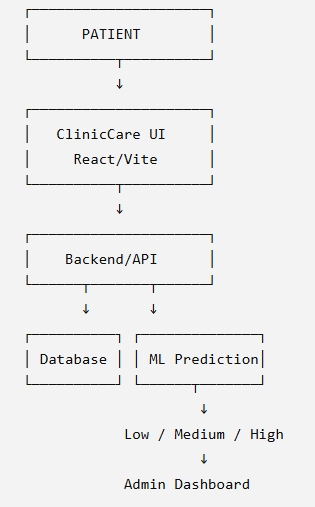 PATIENT
↓
ClinicCare UI
React/Vite
↓
Backend/API
↓ ↓
Database ML Prediction
↓
Low / Medium / High
↓
Admin Dashboard